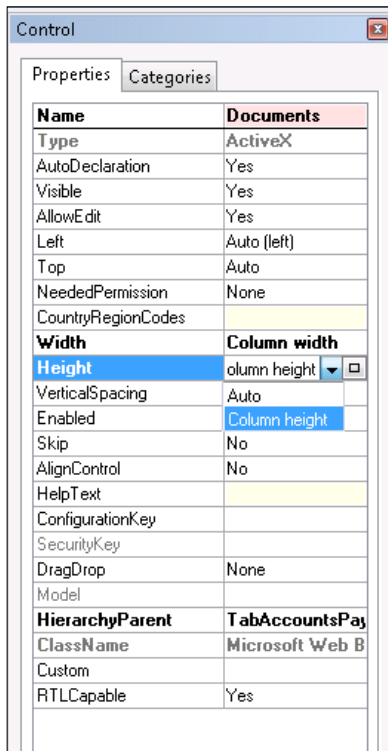 Control
Properties Categories
Name Documents
Type ActiveX
AutoDeclaration Yes
Visible Yes
AllowEdit Yes
Left Auto (left)
Top Auto
NeededPermission None
CountryRegionCodes
Width Column width
Height olumn height
VerticalSpacing Auto
Enabled Column height
Skip No
AlignControl No
HelpText
ConfigurationKey
SecurityKey
DragDrop None
Model
HierarchyParent TabAccountsPay
ClassName Microsoft Web B
Custom
RTLCapable Yes